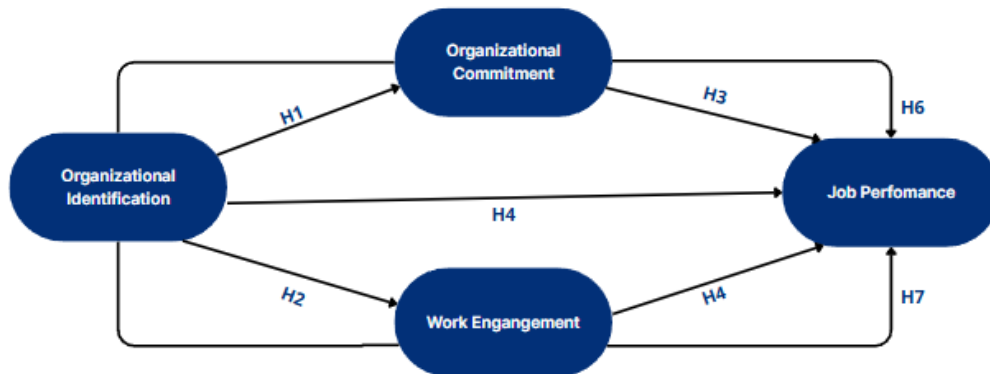 Organizational
Commitment
H3
H1
H6
Organizational
Identification
Job Perfomance
H4
H2
H4
H7
Work Engangement